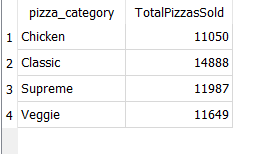 pizza_category TotalPizzasSold
1 Chicken 11050
2 Classic 14888
3 Supreme 11987
4 Veggie 11649